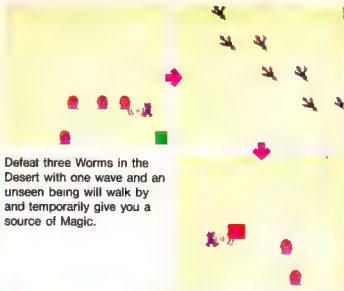 Defeat three Worms in the
Desert with one wave and an
unseen being will walk by
and temporarily give you a
source of Magic.